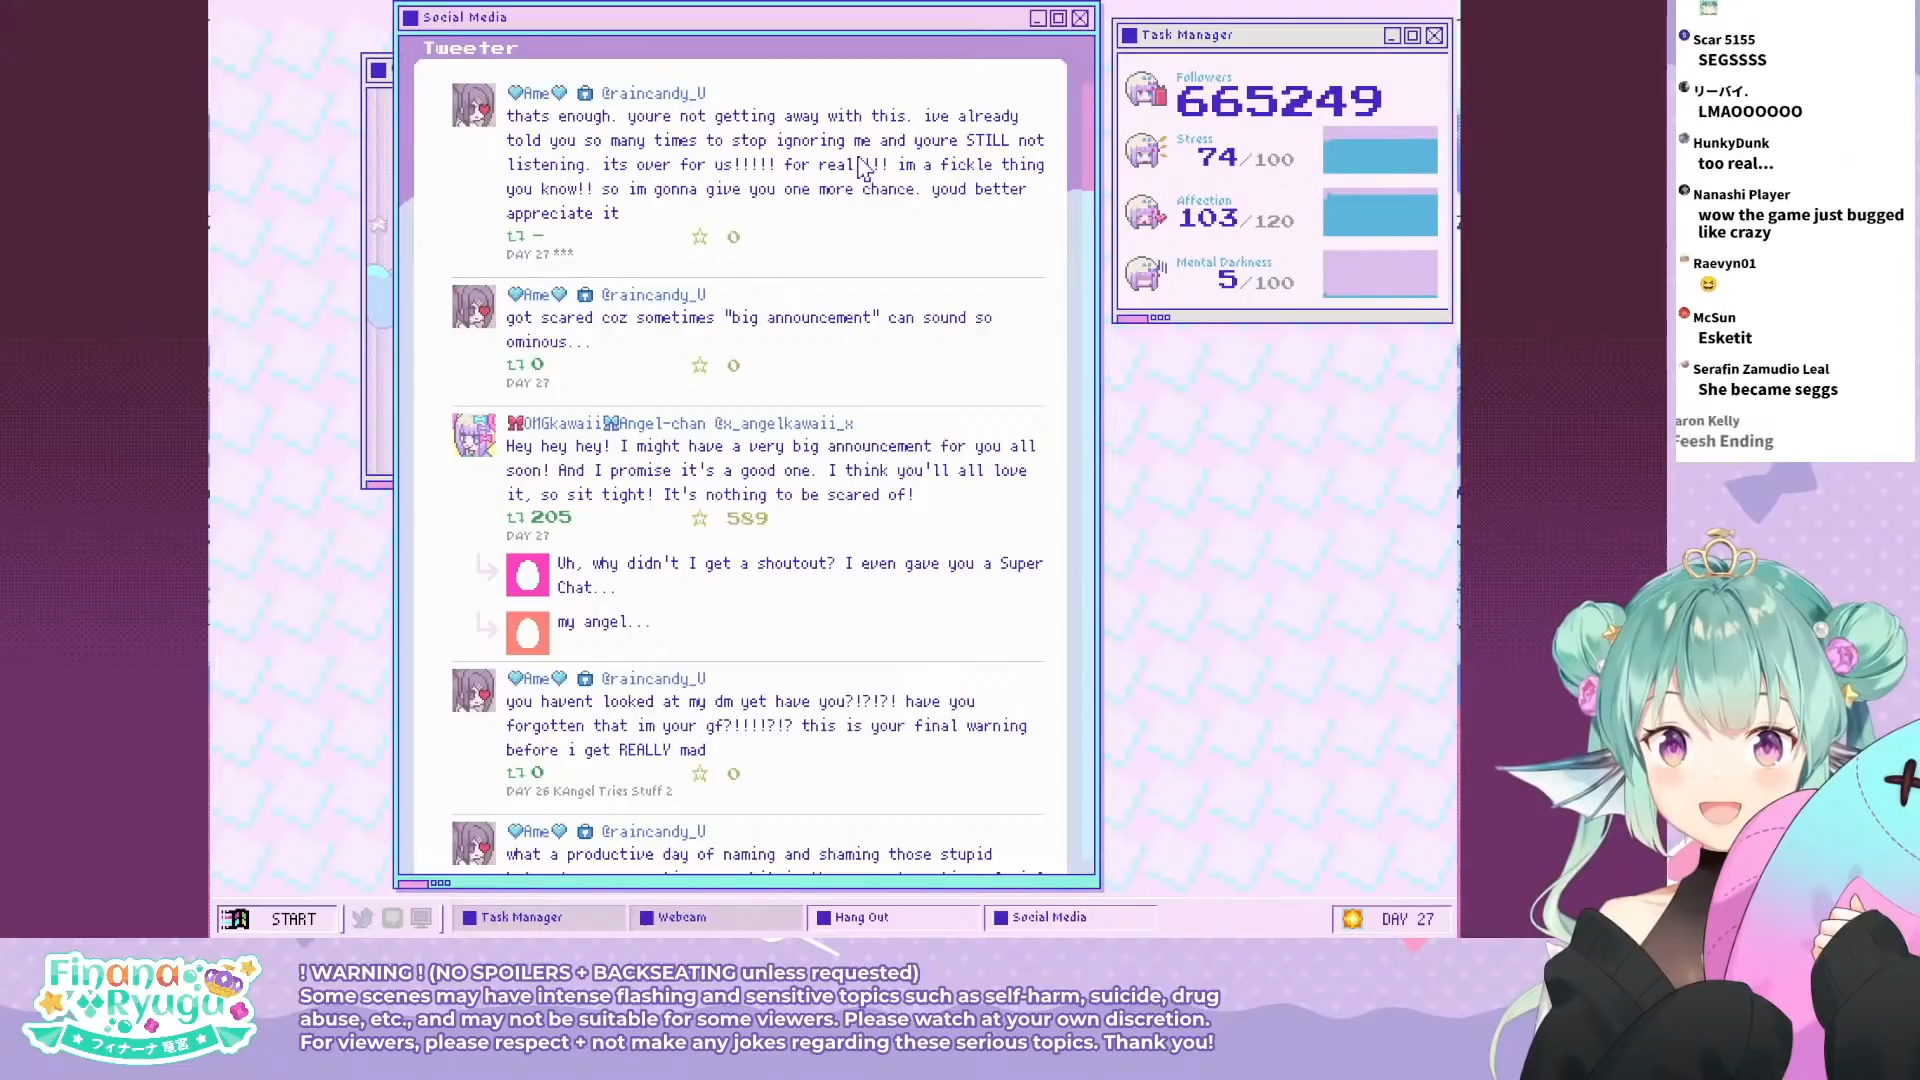 Social Media
Tweeter
Ame @raincandy_U
thats enough. youre not getting away with this. ive already
told you so many times to stop ignoring me and youre STILL not
listening. its over for us!!!!! for real!!! im a fickle thing
you know!! so im gonna give you one more chance. youd better
appreciate it
—
0
DAY 27 ***
Ame @raincandy_U
got scared coz sometimes "big announcement" can sound so
ominous...
0
0
DAY 27
OMGkawaii Angel-chan @x_angelkawaii_x
Hey hey hey! I might have a very big announcement for you all
soon! And I promise it's a good one. I think you'll all love
it, so sit tight! It's nothing to be scared of!
205
589
DAY 27
Uh, why didn't I get a shoutout? I even gave you a Super
Chat...
my angel...
Ame @raincandy_U
you havent looked at my dm yet have you?!?!?! have you
forgotten that im your gf?!!!!?!? this is your final warning
before i get REALLY mad
0
0
DAY 26 KAngel Tries Stuff 2
Ame @raincandy_U
what a productive day of naming and shaming those stupid
Task Manager
Followers
665249
Stress
74/100
Affection
103/120
Mental Darkness
5/100
Scar 5155
SEGSSSS
リーバイ.
LMAOOOOOO
HunkyDunk
too real...
Nanashi Player
wow the game just bugged
like crazy
Raevyn01
McSun
Esketit
Serafin Zamudio Leal
She became seggs
aron Kelly
Feesh Ending
START
Task Manager
Webcam
Hang Out
Social Media
DAY 27
Finana
Ryugu
フィナーナ竜宮
! WARNING ! (NO SPOILERS + BACKSEATING unless requested)
Some scenes may have intense flashing and sensitive topics such as self-harm, suicide, drug
abuse, etc., and may not be suitable for some viewers. Please watch at your own discretion.
For viewers, please respect + not make any jokes regarding these serious topics. Thank you!